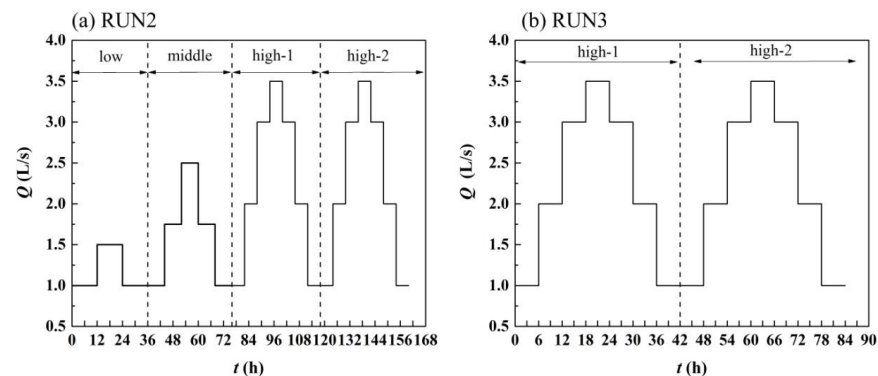 (a) RUN2
4.0
3.5
3.0
2.5
2.0
1.5
1.0
0.5
Q (L/s)
low middle high-1 high-2
0 12 24 36 48 60 72 84 96 108 120 132 144 156 168
t (h)
(b) RUN3
4.0
3.5
3.0
2.5
2.0
1.5
1.0
0.5
Q (L/s)
high-1 high-2
0 6 12 18 24 30 36 42 48 54 60 66 72 78 84 90
t (h)